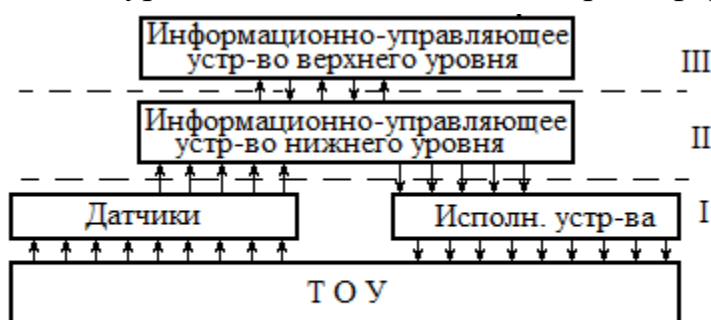 Информационно-управляющее
устр-во верхнего уровня
III
Информационно-управляющее
устр-во нижнего уровня
II
Датчики
Исполн. устр-ва
I
Т О У